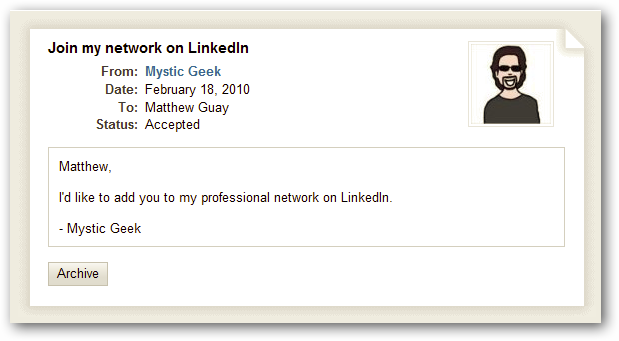 Join my network on LinkedIn
From: Mystic Geek
Date: February 18, 2010
To: Matthew Guay
Status: Accepted
Matthew,
I'd like to add you to my professional network on LinkedIn.
- Mystic Geek
Archive